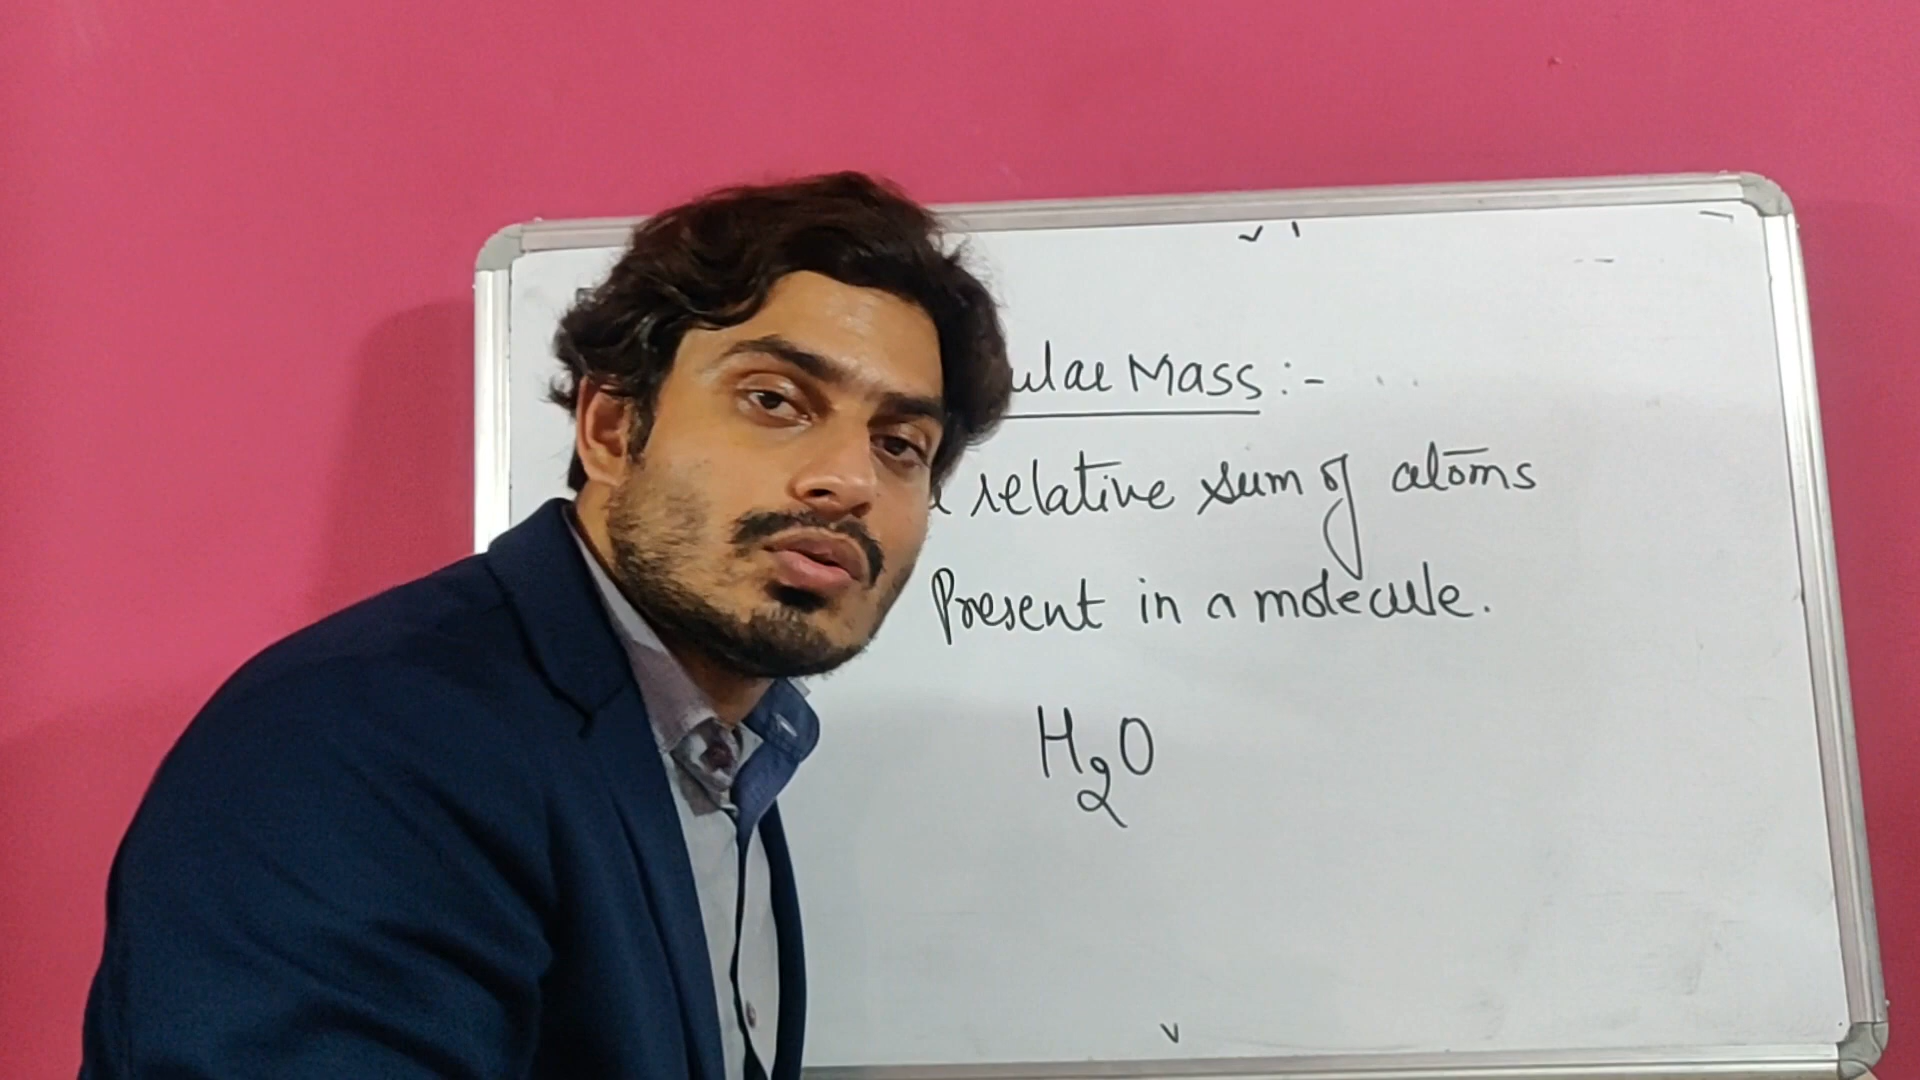 ular Mass :-
relative sum of atoms
Present in a molecule.
H₂O